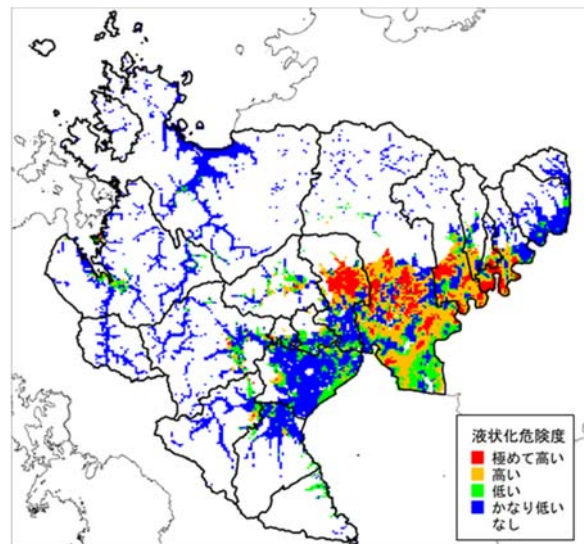 液状化危険度
極めて高い
高い
低い
かなり低い
なし